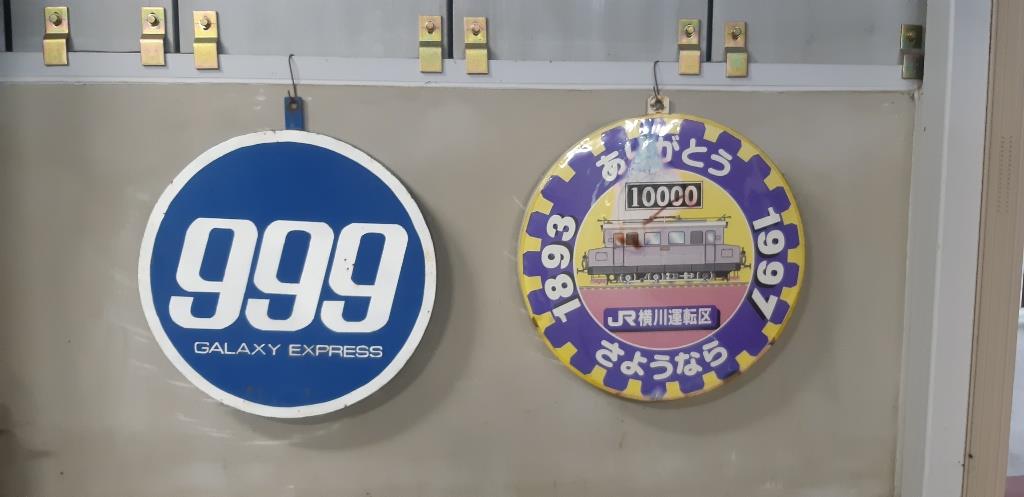 999
GALAXY EXPRESS
ありがとう
10000
1893
1997
JR横川運転区
さようなら